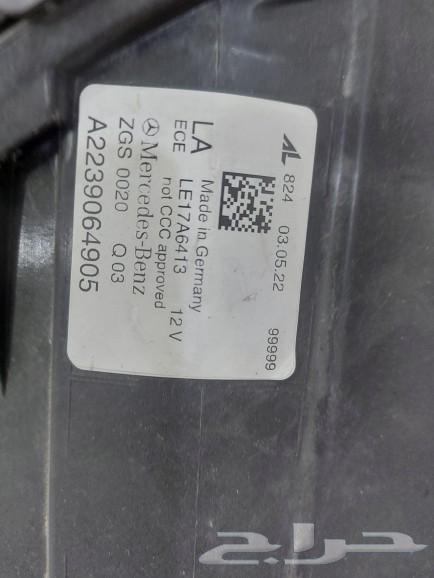 AL 824 03.05.22 99999
Made in Germany
LA LE17A6413 12 V
ECE not CCC approved
Mercedes-Benz
ZGS 0020 Q 03
A2239064905
حراج